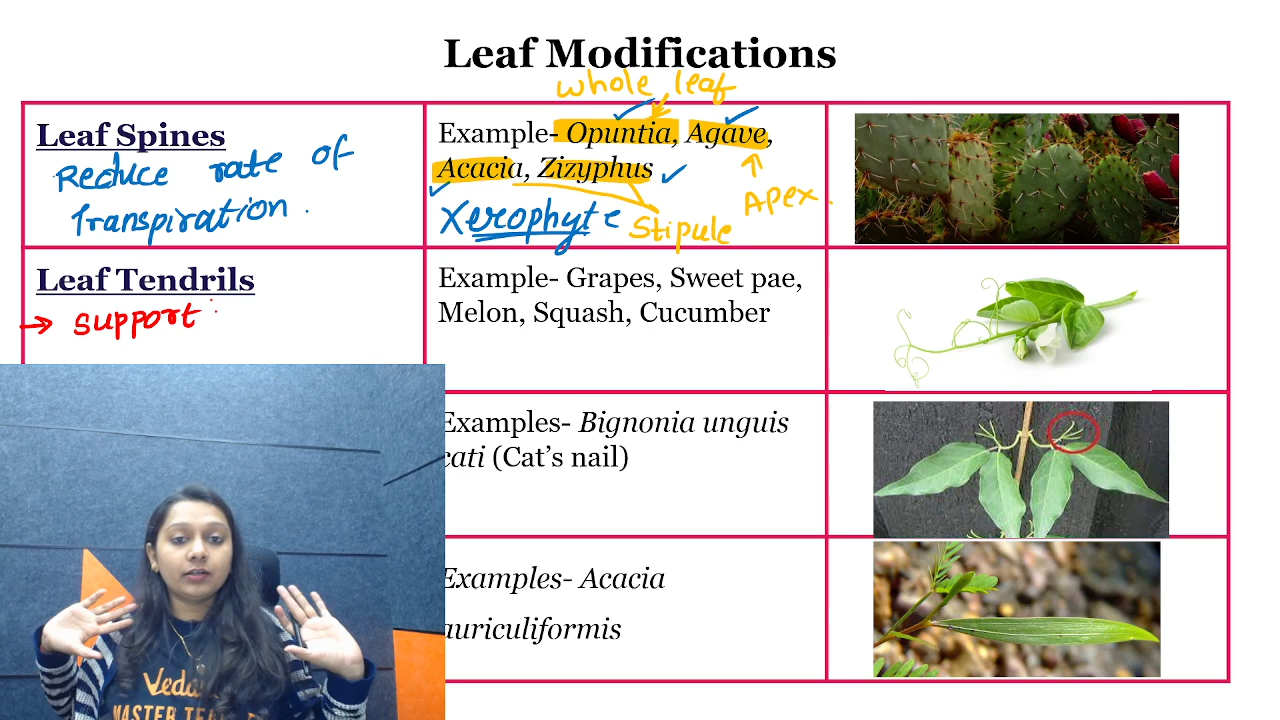 Leaf Modifications
whole leaf
Leaf Spines
Reduce rate of
Transpiration.
Example- Opuntia, Agave,
Acacia, Zizyphus
Xerophyte
Stipule
Apex.
Leaf Tendrils
→ support
Example- Grapes, Sweet pae,
Melon, Squash, Cucumber
Examples- Bignonia unguis
cati (Cat's nail)
Examples- Acacia
auriculiformis
MASTER